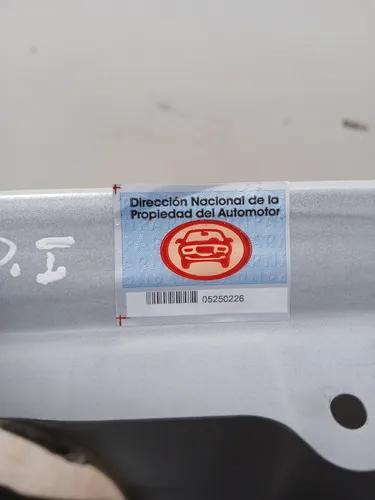 Dirección Nacional de la
Propiedad del Automotor
05250226